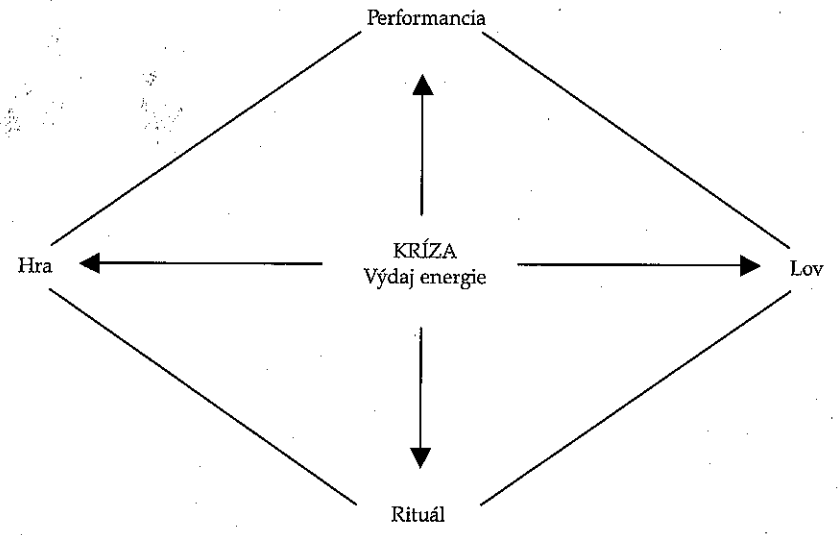 Performancia
KRÍZA
Hra
Výdaj energie
Lov
Rituál